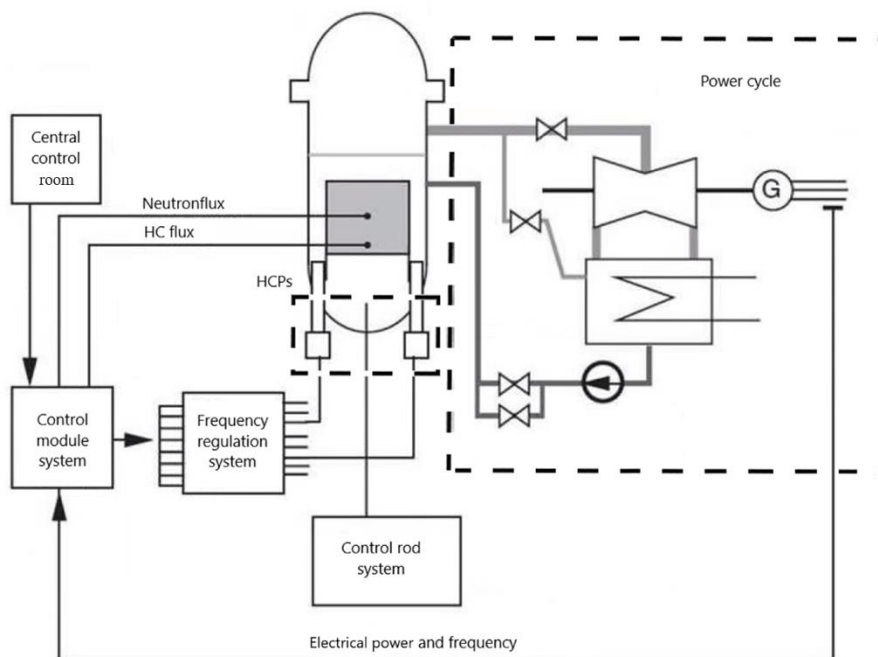 Power cycle
Central
control
room
Neutronflux
HC flux
G
HCPs
Control
module
system
Frequency
regulation
system
Control rod
system
Electrical power and frequency